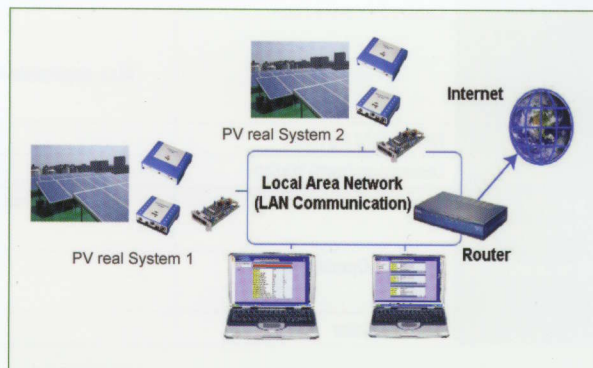 PV real System 2
Internet
Local Area Network
(LAN Communication)
Router
PV real System 1